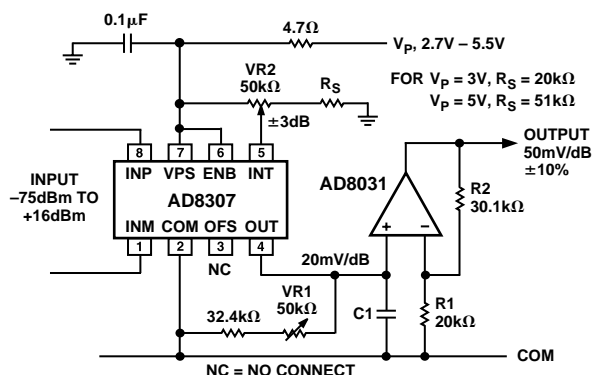 0.1µF
4.7Ω
VP, 2.7V – 5.5V
VR2
50kΩ
RS
FOR VP = 3V, RS = 20kΩ
VP = 5V, RS = 51kΩ
±3dB
8 7 6 5
INP VPS ENB INT
AD8307
INM COM OFS OUT
1 2 3 4
NC
INPUT
–75dBm TO
+16dBm
AD8031
+ –
OUTPUT
50mV/dB
±10%
R2
30.1kΩ
20mV/dB
32.4kΩ
VR1
50kΩ
C1
R1
20kΩ
COM
NC = NO CONNECT